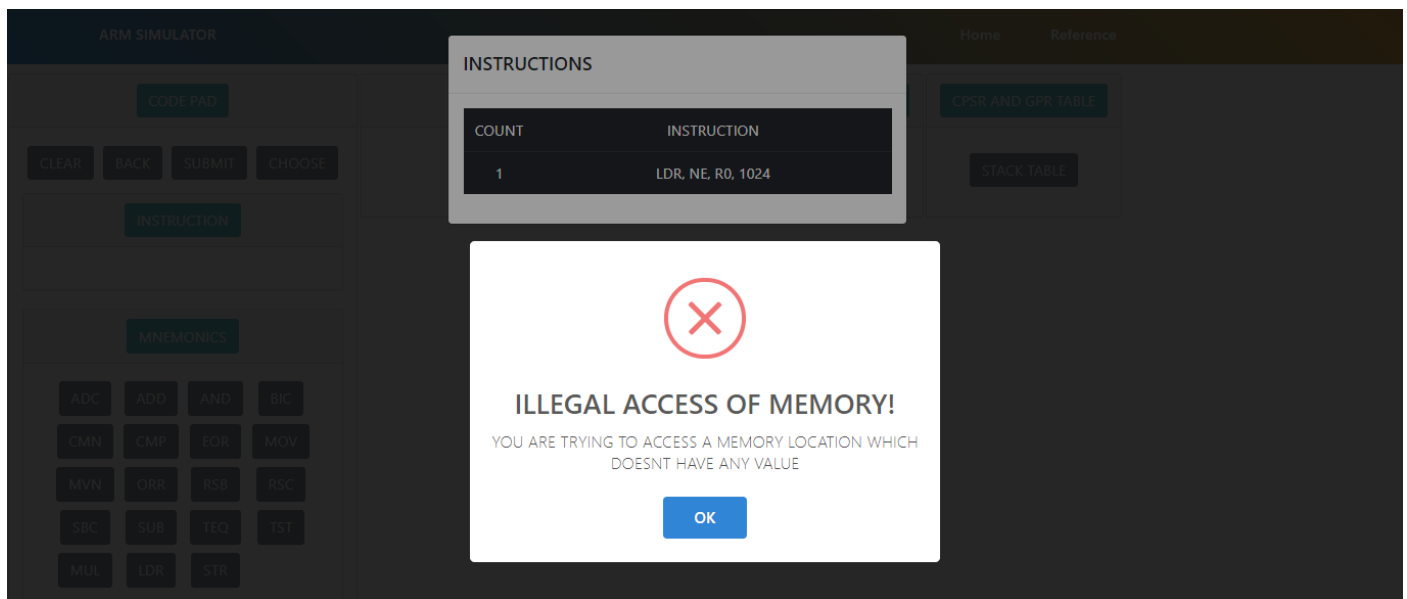 ARM SIMULATOR
Home Reference
INSTRUCTIONS
COUNT INSTRUCTION
1 LDR, NE, R0, 1024
CODE PAD
CLEAR BACK SUBMIT CHOOSE
INSTRUCTION
MNEMONICS
ADC ADD AND BIC
CMN CMP EOR MOV
MVN ORR RSB RSC
SBC SUB TEQ TST
MUL LDR STR
CPSR AND GPR TABLE
STACK TABLE
ILLEGAL ACCESS OF MEMORY!
YOU ARE TRYING TO ACCESS A MEMORY LOCATION WHICH
DOESNT HAVE ANY VALUE
OK